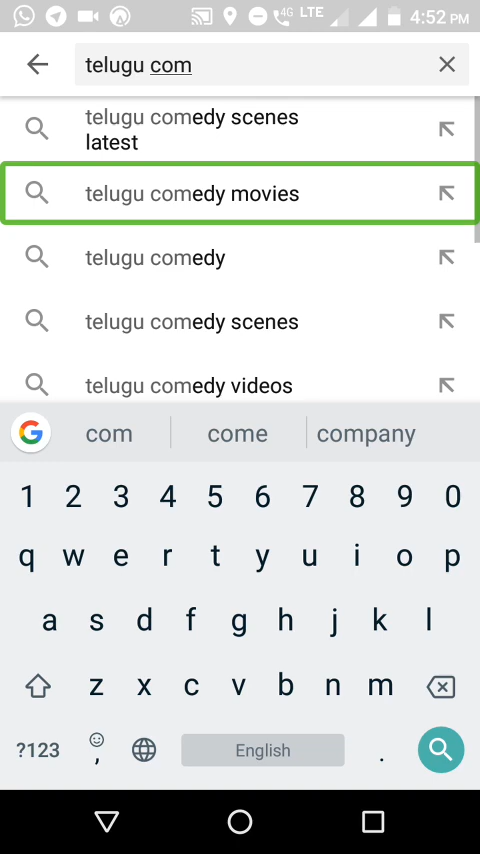 4G LTE 4:52 PM
telugu com
telugu comedy scenes
latest
telugu comedy movies
telugu comedy
telugu comedy scenes
telugu comedy videos
G com come company
1 2 3 4 5 6 7 8 9 0
q w e r t y u i o p
a s d f g h j k l
z x c v b n m
?123 , English .